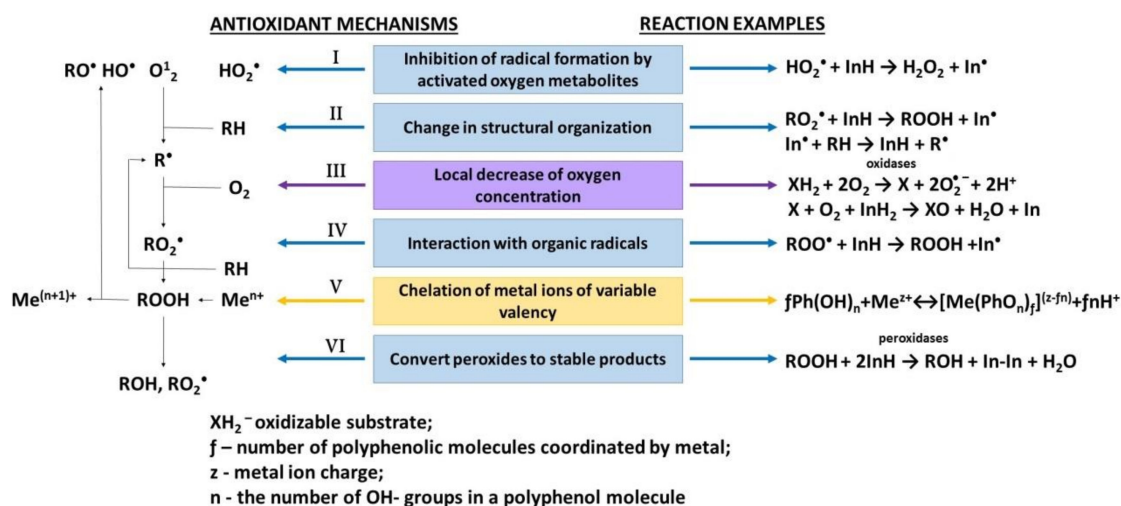 ANTIOXIDANT MECHANISMS
REACTION EXAMPLES
RO• HO• O¹₂ HO₂•
I
Inhibition of radical formation by
activated oxygen metabolites
HO₂• + InH → H₂O₂ + In•
RH
II
Change in structural organization
RO₂• + InH → ROOH + In•
In• + RH → InH + R•
R•
O₂
III
Local decrease of oxygen
concentration
oxidases
XH₂ + 2O₂ → X + 2O₂•⁻ + 2H⁺
X + O₂ + InH₂ → XO + H₂O + In
RO₂•
IV
Interaction with organic radicals
ROO• + InH → ROOH +In•
RH
Me⁽ⁿ⁺¹⁾⁺ ROOH Meⁿ⁺
V
Chelation of metal ions of variable
valency
ƒPh(OH)ₙ+Meᶻ⁺↔[Me(PhOₙ)ƒ]⁽ᶻ⁻ᶠⁿ⁾+ƒnH⁺
VI
Convert peroxides to stable products
peroxidases
ROOH + 2InH → ROH + In-In + H₂O
ROH, RO₂•
XH₂ – oxidizable substrate;
ƒ – number of polyphenolic molecules coordinated by metal;
z - metal ion charge;
n - the number of OH- groups in a polyphenol molecule